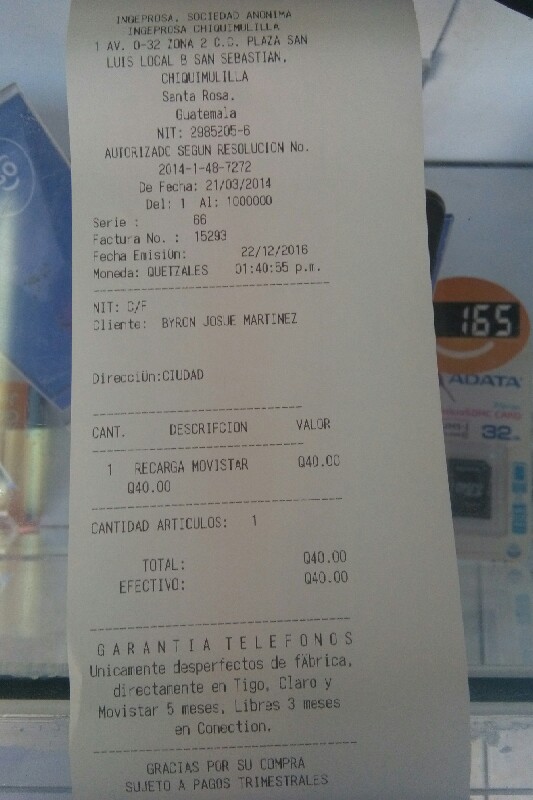 INGEPROSA, SOCIEDAD ANONIMA
INGEPROSA CHIQUIMULILLA
1 AV. 0-32 ZONA 2 C.C. PLAZA SAN
LUIS LOCAL B SAN SEBASTIAN,
CHIQUIMULILLA
Santa Rosa.
Guatemala
NIT: 2985205-6
AUTORIZADO SEGUN RESOLUCION No.
2014-1-48-7272
De Fecha: 21/03/2014
Del: 1 Al: 1000000
Serie : 66
Factura No. : 15293
Fecha EmisiÜn: 22/12/2016
Moneda: QUETZALES 01:40:55 p.m.
NIT: C/F
Cliente: BYRON JOSUE MARTINEZ
DirecciÜn:CIUDAD
CANT. DESCRIPCION VALOR
1 RECARGA MOVISTAR Q40.00
Q40.00
CANTIDAD ARTICULOS: 1
TOTAL: Q40.00
EFECTIVO: Q40.00
GARANTIA TELEFONOS
Unicamente desperfectos de fÄbrica,
directamente en Tigo, Claro y
Movistar 5 meses, Libres 3 meses
en Conection.
GRACIAS POR SU COMPRA
SUJETO A PAGOS TRIMESTRALES
165
ADATA
32